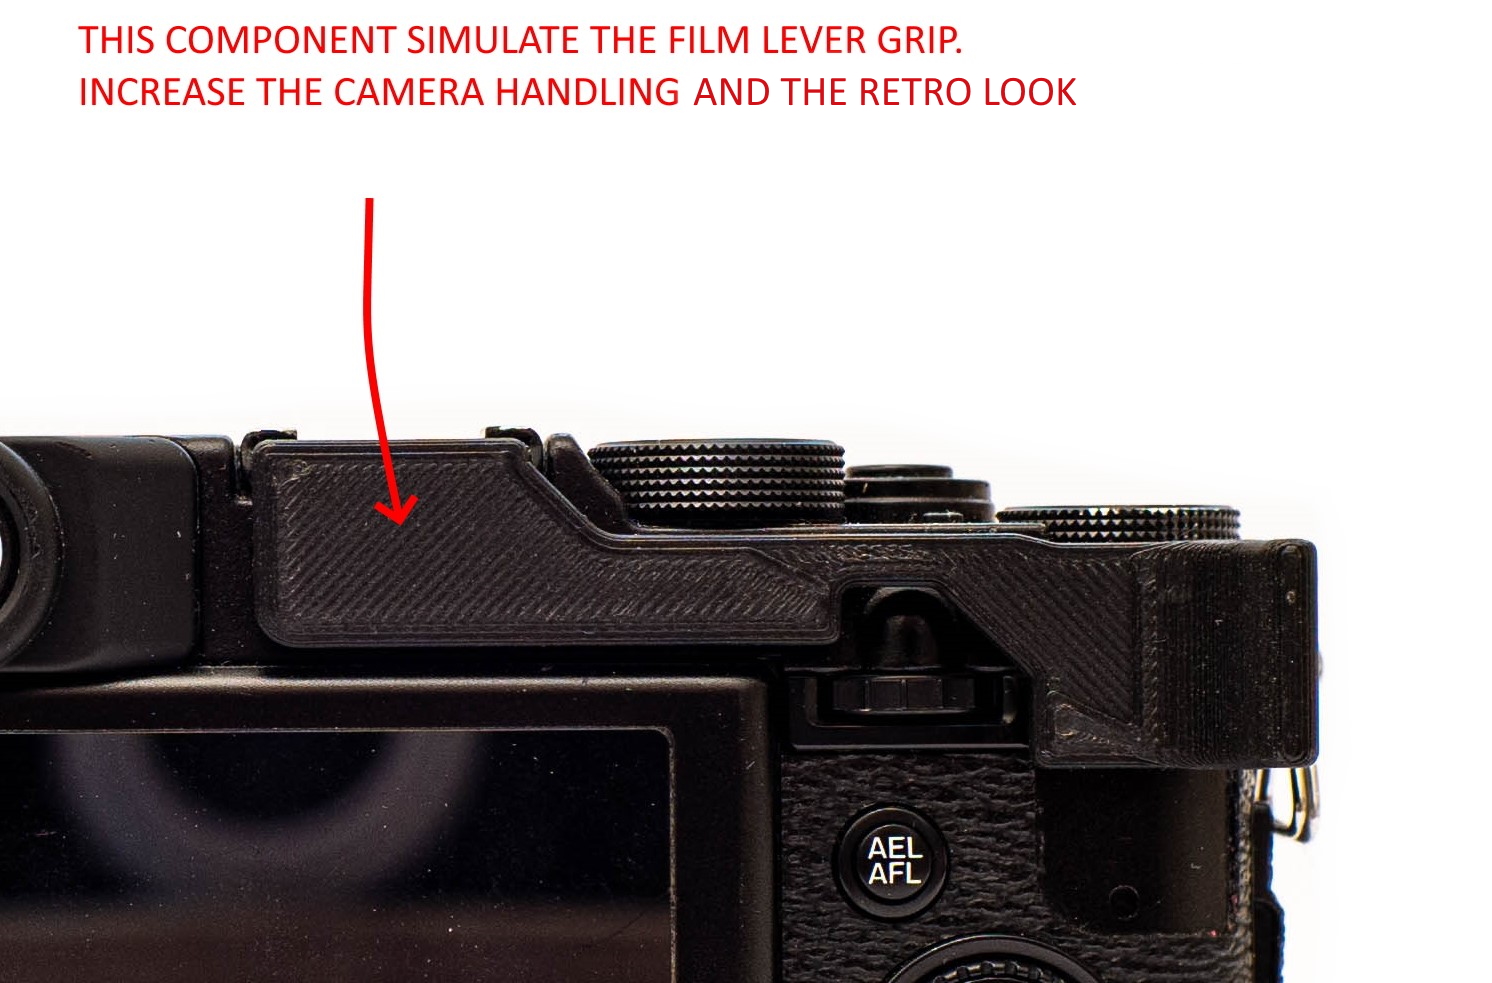 THIS COMPONENT SIMULATE THE FILM LEVER GRIP.
INCREASE THE CAMERA HANDLING AND THE RETRO LOOK
AEL
AFL